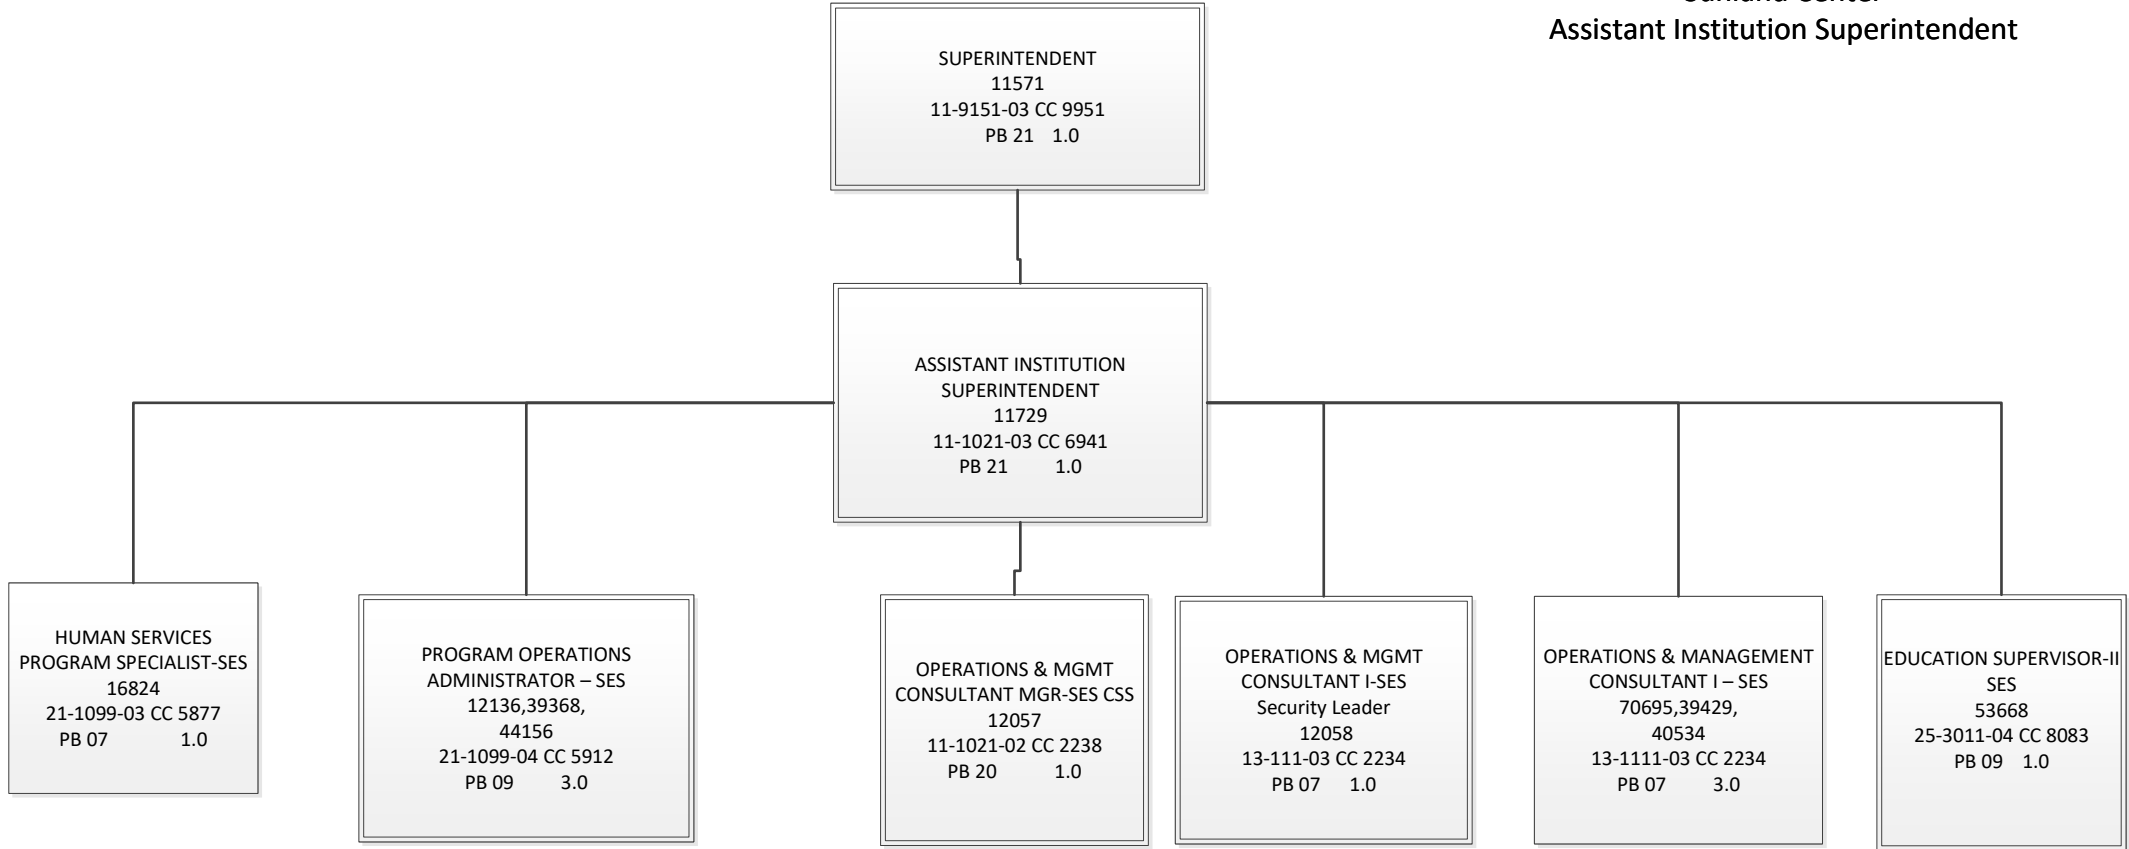 Assistant Institution Superintendent
SUPERINTENDENT
11571
11-9151-03 CC 9951
PB 21 1.0
ASSISTANT INSTITUTION
SUPERINTENDENT
11729
11-1021-03 CC 6941
PB 21 1.0
HUMAN SERVICES
PROGRAM SPECIALIST-SES
16824
21-1099-03 CC 5877
PB 07 1.0
PROGRAM OPERATIONS
ADMINISTRATOR – SES
12136,39368,
44156
21-1099-04 CC 5912
PB 09 3.0
OPERATIONS & MGMT
CONSULTANT MGR-SES CSS
12057
11-1021-02 CC 2238
PB 20 1.0
OPERATIONS & MGMT
CONSULTANT I-SES
Security Leader
12058
13-111-03 CC 2234
PB 07 1.0
OPERATIONS & MANAGEMENT
CONSULTANT I – SES
70695,39429,
40534
13-1111-03 CC 2234
PB 07 3.0
EDUCATION SUPERVISOR-II
SES
53668
25-3011-04 CC 8083
PB 09 1.0